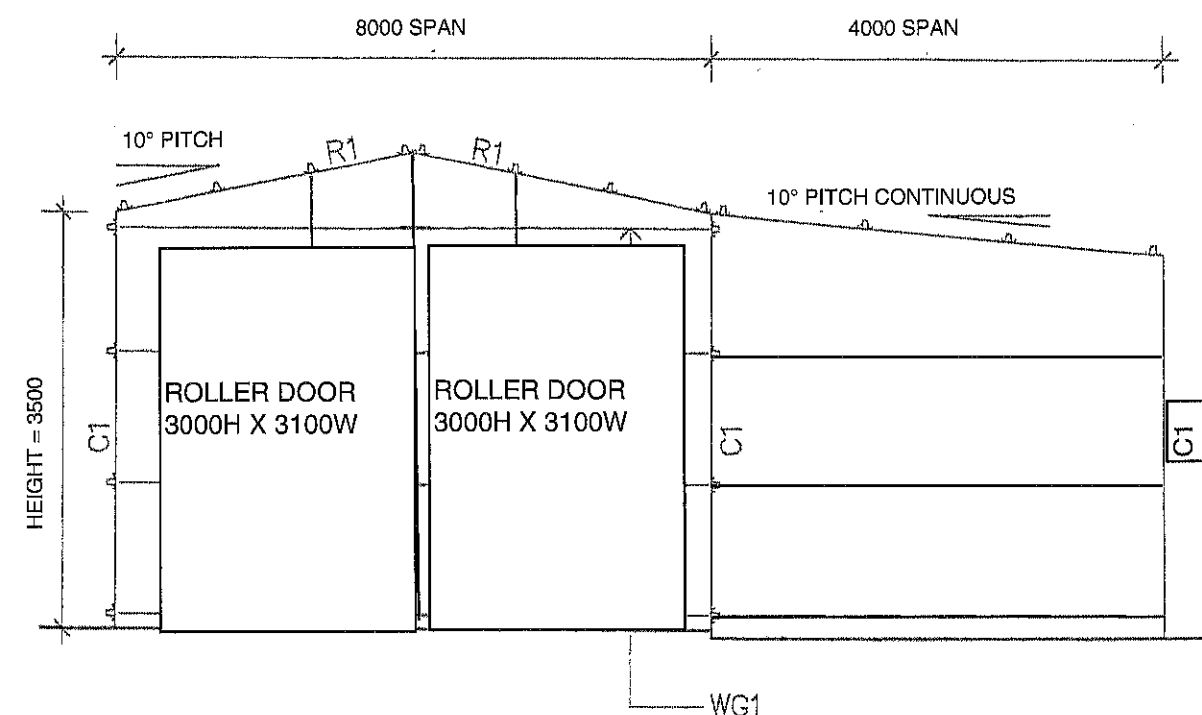 8000 SPAN
4000 SPAN
10° PITCH
R1
R1
10° PITCH CONTINUOUS
HEIGHT = 3500
C1
ROLLER DOOR
3000H X 3100W
ROLLER DOOR
3000H X 3100W
C1
C1
WG1